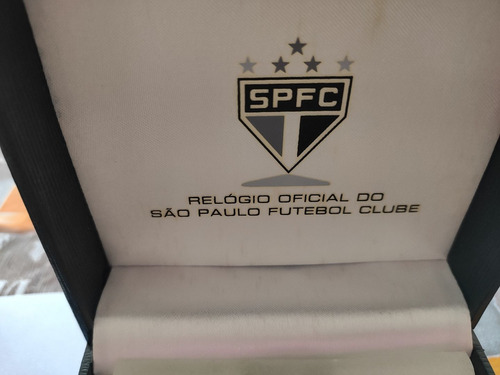 SPFC
RELÓGIO OFICIAL DO
SÃO PAULO FUTEBOL CLUBE